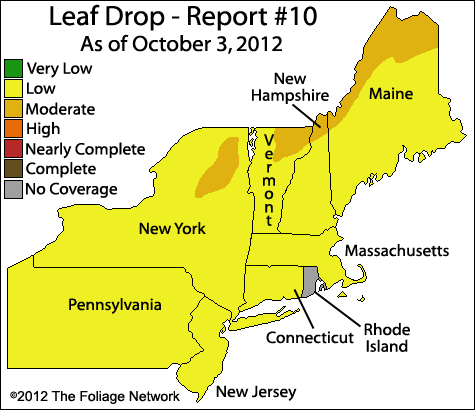 Leaf Drop - Report #10
As of October 3, 2012
Very Low
Low
Moderate
High
Nearly Complete
Complete
No Coverage
New
Hampshire
Maine
Vermont
New York
Massachusetts
Pennsylvania
Connecticut
Rhode
Island
New Jersey
©2012 The Foliage Network